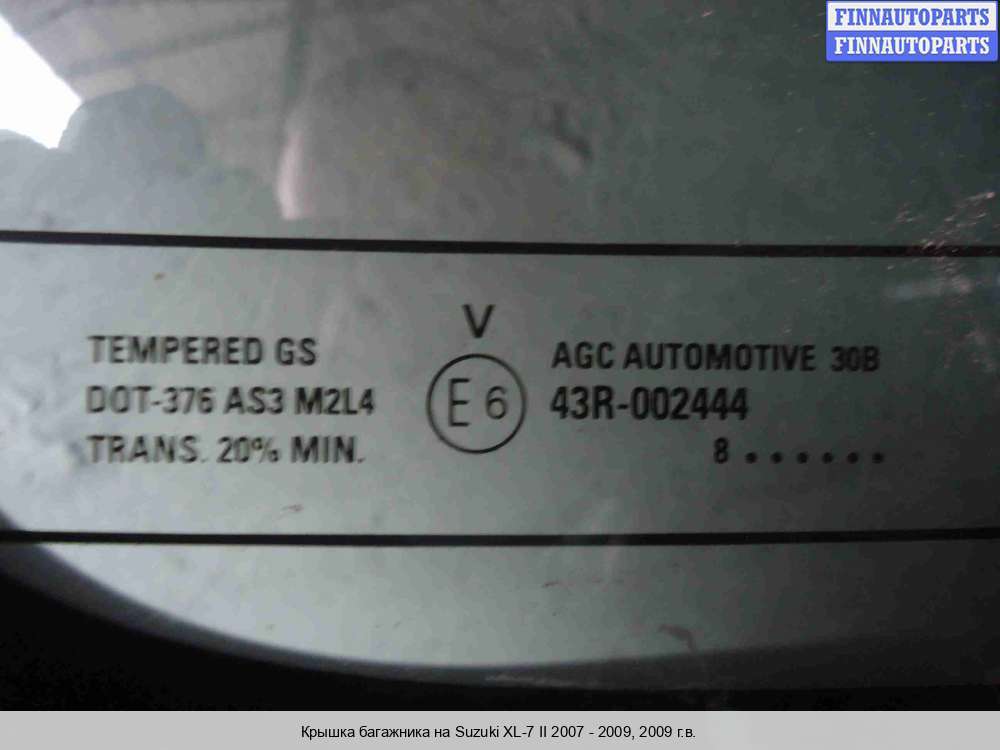 FINNAUTOPARTS
FINNAUTOPARTS
TEMPERED GS
DOT-376 AS3 M2L4
TRANS. 20% MIN.
V
E6
AGC AUTOMOTIVE 30B
43R-002444
8 . . . . . .
Крышка багажника на Suzuki XL-7 II 2007 - 2009, 2009 г.в.